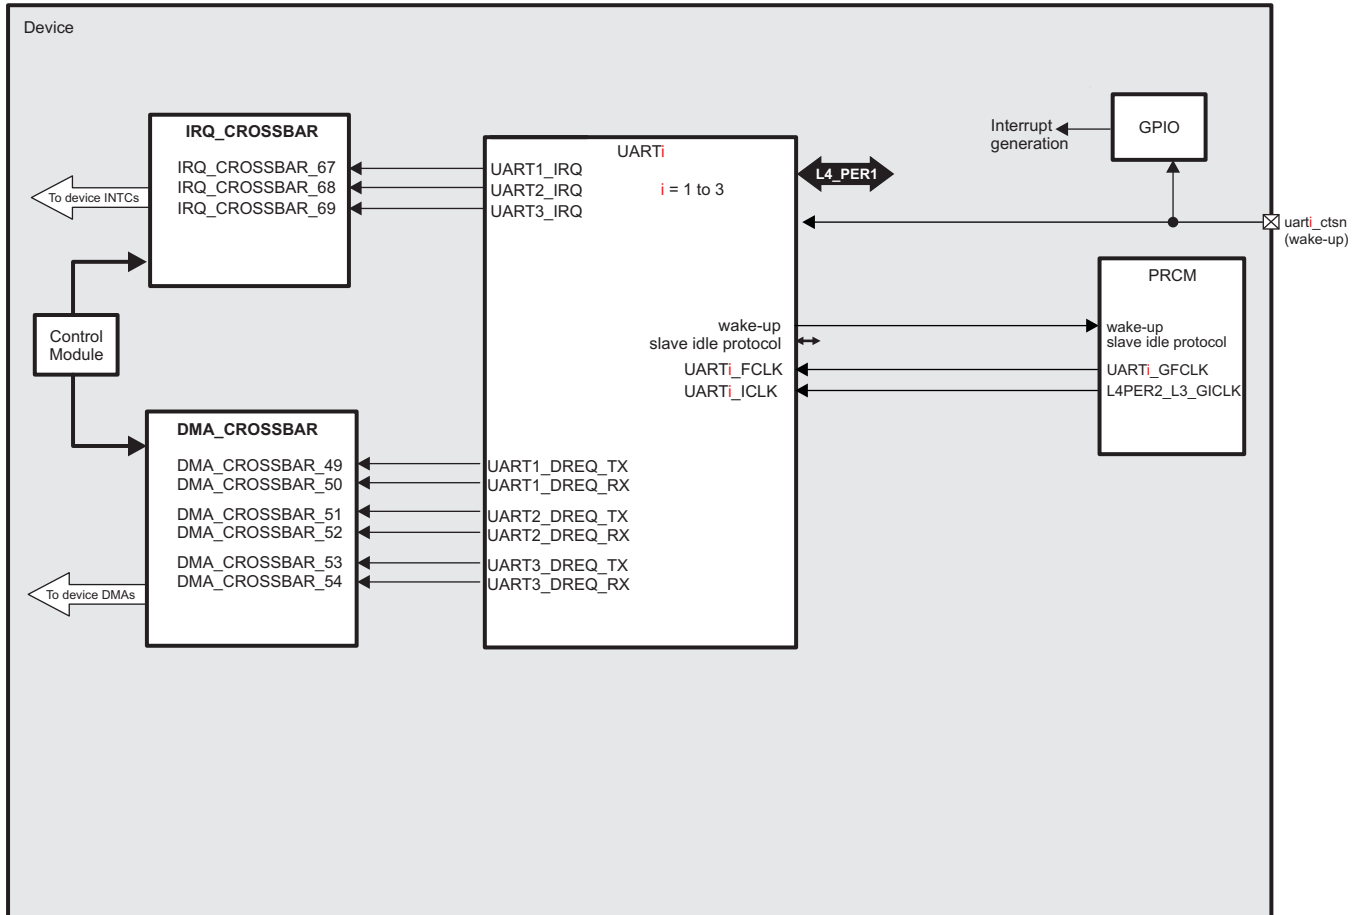 Device
IRQ_CROSSBAR
IRQ_CROSSBAR_67
IRQ_CROSSBAR_68
IRQ_CROSSBAR_69
To device INTCs
Control
Module
DMA_CROSSBAR
DMA_CROSSBAR_49
DMA_CROSSBAR_50
DMA_CROSSBAR_51
DMA_CROSSBAR_52
DMA_CROSSBAR_53
DMA_CROSSBAR_54
To device DMAs
UARTi
i = 1 to 3
UART1_IRQ
UART2_IRQ
UART3_IRQ
wake-up
slave idle protocol
UARTi_FCLK
UARTi_ICLK
UART1_DREQ_TX
UART1_DREQ_RX
UART2_DREQ_TX
UART2_DREQ_RX
UART3_DREQ_TX
UART3_DREQ_RX
L4_PER1
Interrupt
generation
GPIO
uarti_ctsn
(wake-up)
PRCM
wake-up
slave idle protocol
UARTi_GFCLK
L4PER2_L3_GICLK